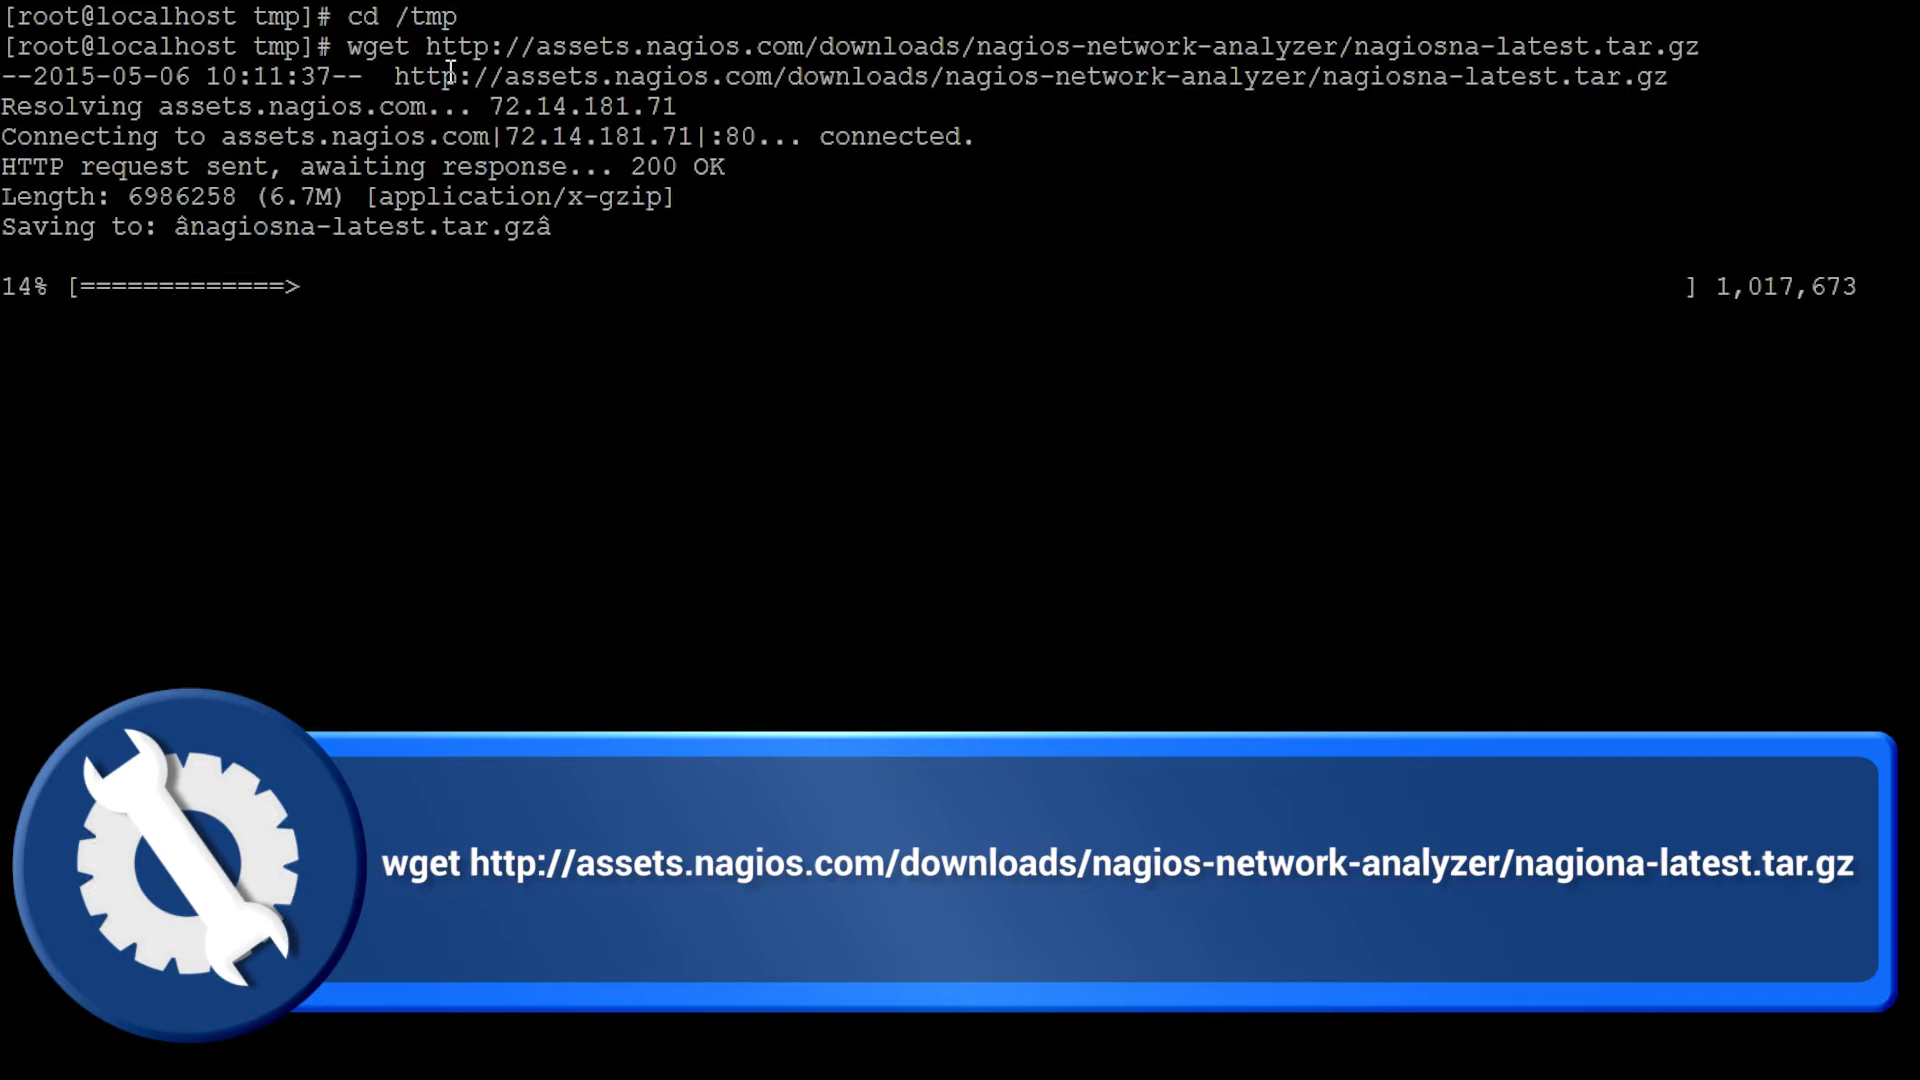 [root@localhost tmp]# cd /tmp
[root@localhost tmp]# wget http://assets.nagios.com/downloads/nagios-network-analyzer/nagiosna-latest.tar.gz
--2015-05-06 10:11:37--  http://assets.nagios.com/downloads/nagios-network-analyzer/nagiosna-latest.tar.gz
Resolving assets.nagios.com... 72.14.181.71
Connecting to assets.nagios.com|72.14.181.71|:80... connected.
HTTP request sent, awaiting response... 200 OK
Length: 6986258 (6.7M) [application/x-gzip]
Saving to: ânagiosna-latest.tar.gzâ
14% [=============> ] 1,017,673
wget http://assets.nagios.com/downloads/nagios-network-analyzer/nagiona-latest.tar.gz